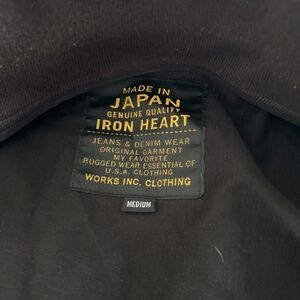 MADE IN
JAPAN
GENUINE QUALITY
IRON HEART
JEANS & DENIM WEAR
ORIGINAL GARMENT
MY FAVORITE
RUGGED WEAR ESSENTIAL OF
U.S.A. CLOTHING
WORKS INC. CLOTHING
MEDIUM